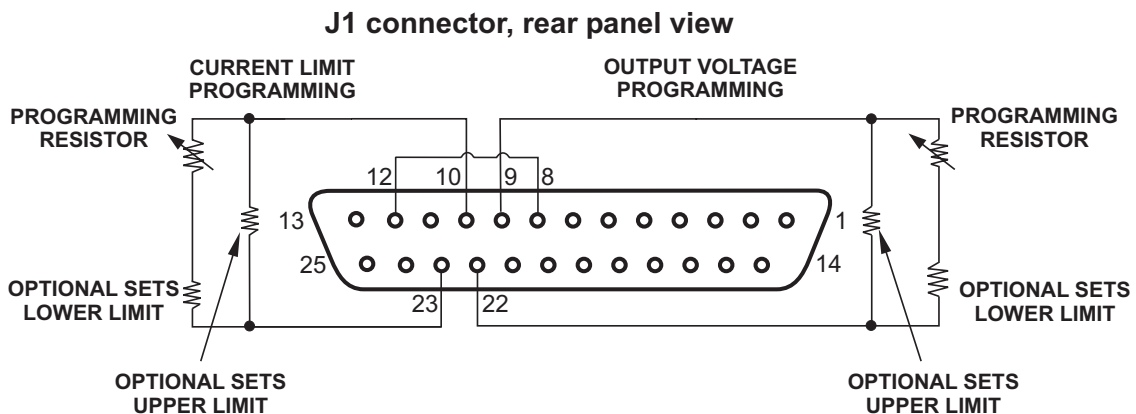 J1 connector, rear panel view
CURRENT LIMIT
PROGRAMMING
OUTPUT VOLTAGE
PROGRAMMING
PROGRAMMING
RESISTOR
PROGRAMMING
RESISTOR
12
10
9
8
13
1
25
14
23
22
OPTIONAL SETS
LOWER LIMIT
OPTIONAL SETS
LOWER LIMIT
OPTIONAL SETS
UPPER LIMIT
OPTIONAL SETS
UPPER LIMIT